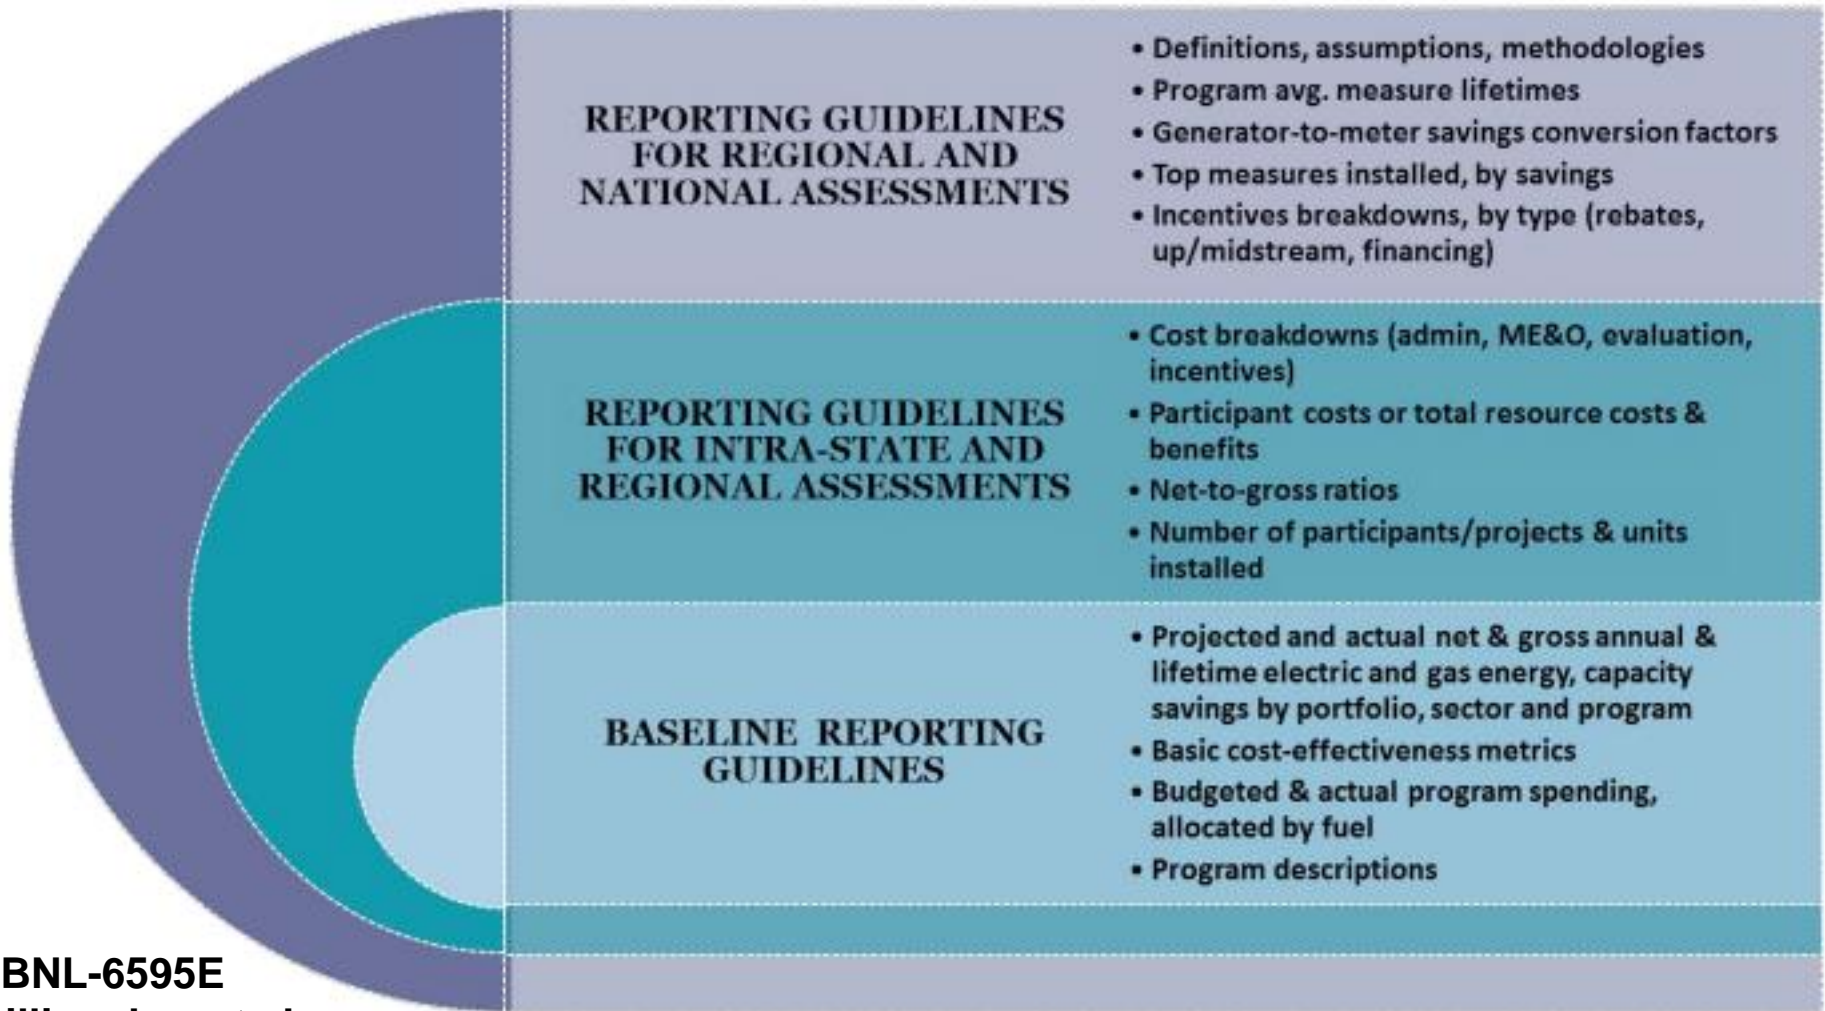 REPORTING GUIDELINES
FOR REGIONAL AND
NATIONAL ASSESSMENTS
• Definitions, assumptions, methodologies
• Program avg. measure lifetimes
• Generator-to-meter savings conversion factors
• Top measures installed, by savings
• Incentives breakdowns, by type (rebates,
up/midstream, financing)
REPORTING GUIDELINES
FOR INTRA-STATE AND
REGIONAL ASSESSMENTS
• Cost breakdowns (admin, ME&O, evaluation,
incentives)
• Participant costs or total resource costs &
benefits
• Net-to-gross ratios
• Number of participants/projects & units
installed
BASELINE REPORTING
GUIDELINES
• Projected and actual net & gross annual &
lifetime electric and gas energy, capacity
savings by portfolio, sector and program
• Basic cost-effectiveness metrics
• Budgeted & actual program spending,
allocated by fuel
• Program descriptions
BNL-6595E